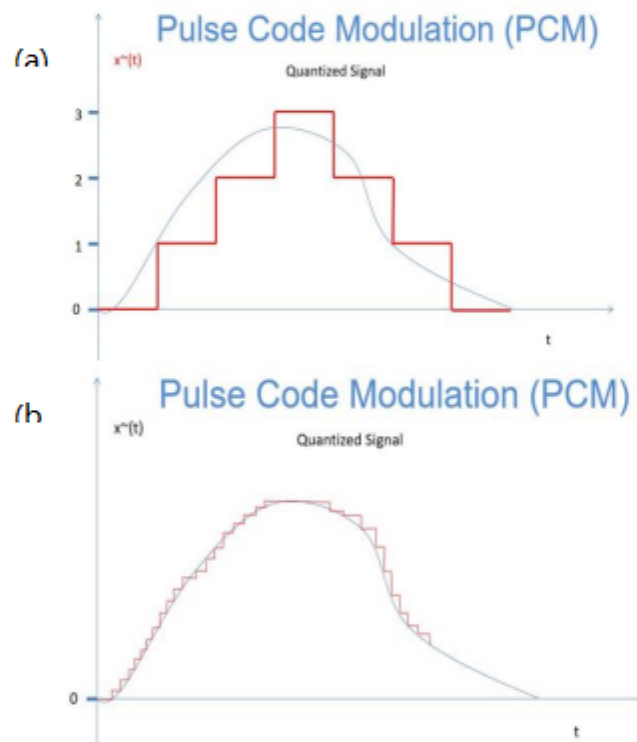 Pulse Code Modulation (PCM)
(a)
x~(t)
Quantized Signal
3
2
1
0
t
Pulse Code Modulation (PCM)
(b
x~(t)
Quantized Signal
0
t